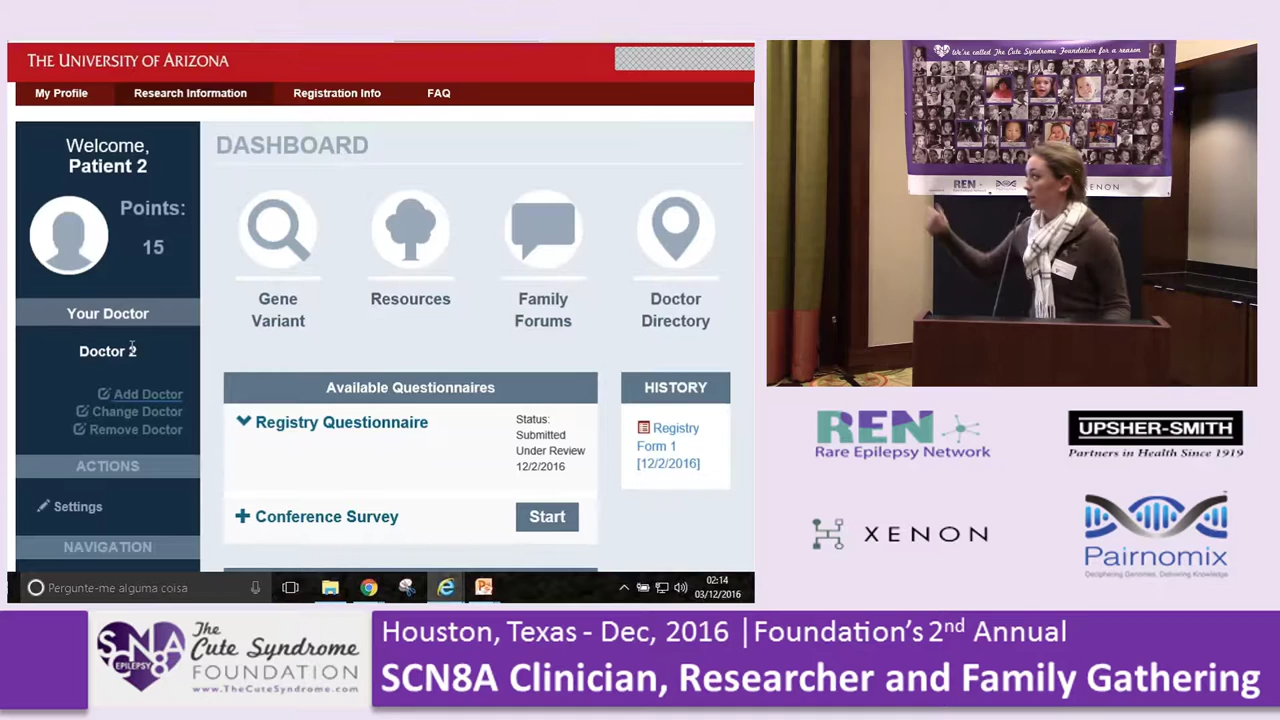 THE UNIVERSITY OF ARIZONA
My Profile Research Information Registration Info FAQ
Welcome,
Patient 2
Points:
15
Your Doctor
Doctor 2
Add Doctor
Change Doctor
Remove Doctor
ACTIONS
Settings
NAVIGATION
DASHBOARD
Gene
Variant
Resources
Family
Forums
Doctor
Directory
Available Questionnaires
Registry Questionnaire
Status:
Submitted
Under Review
12/2/2016
Conference Survey
Start
HISTORY
Registry
Form 1
[12/2/2016]
Pergunte-me alguma coisa
02:14
03/12/2016
We're called The Cute Syndrome Foundation for a reason
REN
XENON
REN
Rare Epilepsy Network
UPSHER-SMITH
Partners in Health Since 1919
XENON
Pairnomix
Deciphering Genomes, Delivering Knowledge
SCN8A
EPILEPSY
The
Cute Syndrome
FOUNDATION
www.TheCuteSyndrome.com
Houston, Texas - Dec, 2016 | Foundation's 2nd Annual
SCN8A Clinician, Researcher and Family Gathering